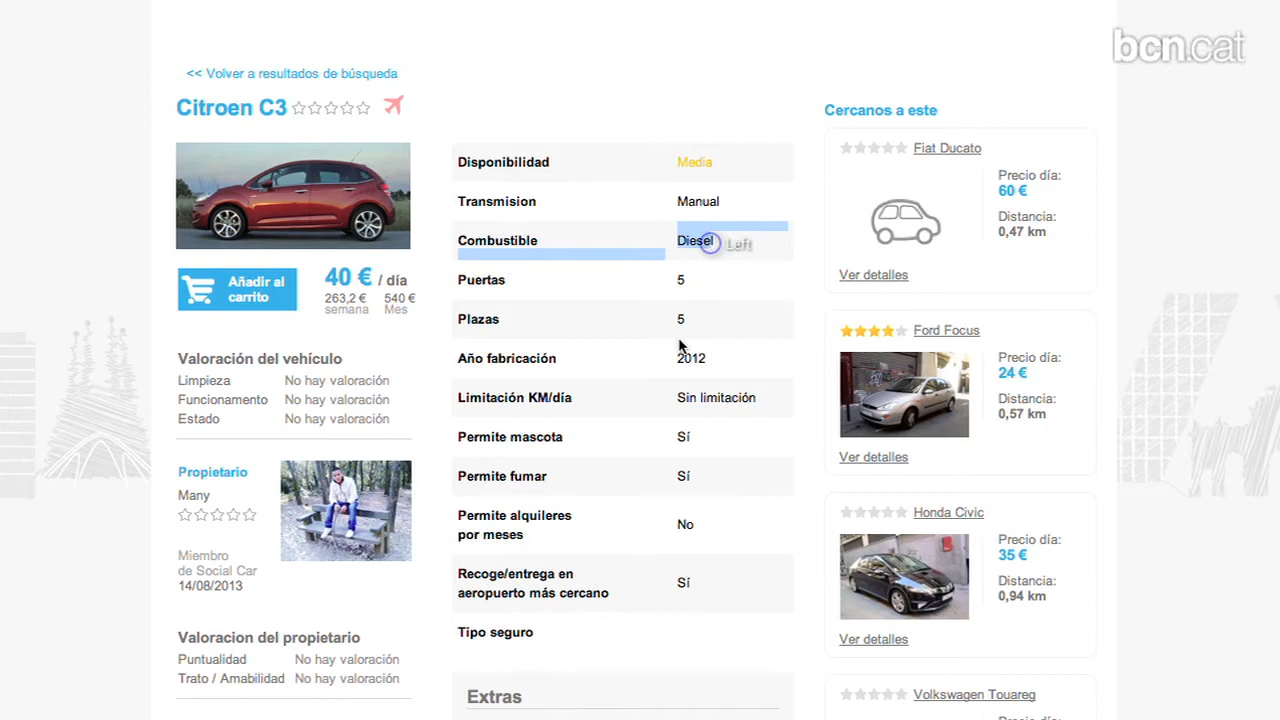 bcn.cat
<< Volver a resultados de búsqueda
Citroen C3
Añadir al
carrito
40 € / día
263,2 € 540 €
semana Mes
Valoración del vehículo
Limpieza No hay valoración
Funcionamento No hay valoración
Estado No hay valoración
Propietario
Many
Miembro
de Social Car
14/08/2013
Valoracion del propietario
Puntualidad No hay valoración
Trato / Amabilidad No hay valoración
Disponibilidad Media
Transmision Manual
Combustible Diesel
Left
Puertas 5
Plazas 5
Año fabricación 2012
Limitación KM/día Sin limitación
Permite mascota Sí
Permite fumar Sí
Permite alquileres
por meses No
Recoge/entrega en
aeropuerto más cercano Sí
Tipo seguro
Extras
Cercanos a este
Fiat Ducato
Precio día:
60 €
Distancia:
0,47 km
Ver detalles
Ford Focus
Precio día:
24 €
Distancia:
0,57 km
Ver detalles
Honda Civic
Precio día:
35 €
Distancia:
0,94 km
Ver detalles
Volkswagen Touareg
Precio día: